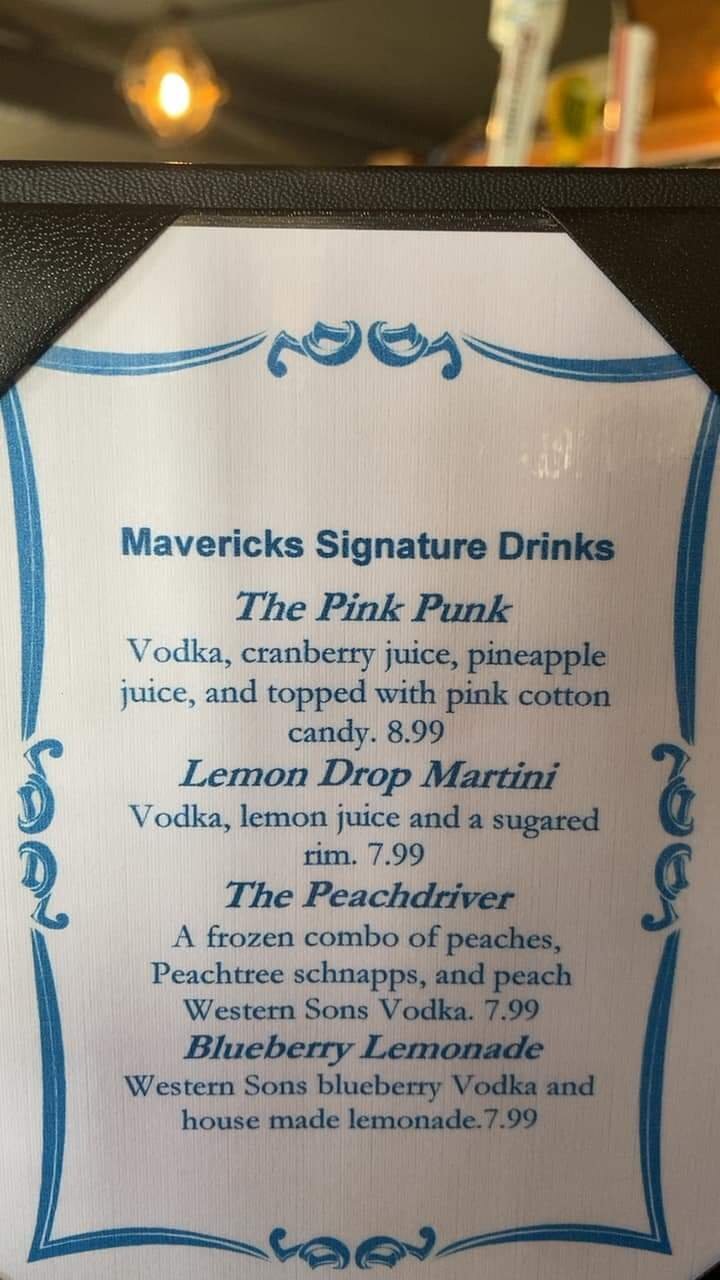 Mavericks Signature Drinks
The Pink Punk
Vodka, cranberry juice, pineapple
juice, and topped with pink cotton
candy. 8.99
Lemon Drop Martini
Vodka, lemon juice and a sugared
rim. 7.99
The Peachdriver
A frozen combo of peaches,
Peachtree schnapps, and peach
Western Sons Vodka. 7.99
Blueberry Lemonade
Western Sons blueberry Vodka and
house made lemonade.7.99